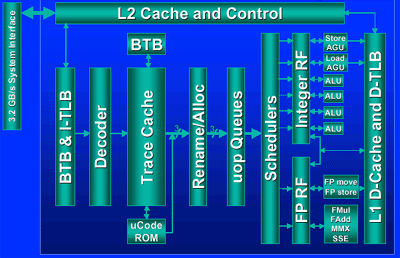 L2 Cache and Control
3.2 GB/s System Interface
BTB & I-TLB
Decoder
BTB
Trace Cache
uCode
ROM
3
Rename/Alloc
3
uop Queues
Schedulers
Integer RF
FP RF
Store
AGU
Load
AGU
ALU
ALU
ALU
ALU
FP move
FP store
FMul
FAdd
MMX
SSE
L1 D-Cache and D-TLB